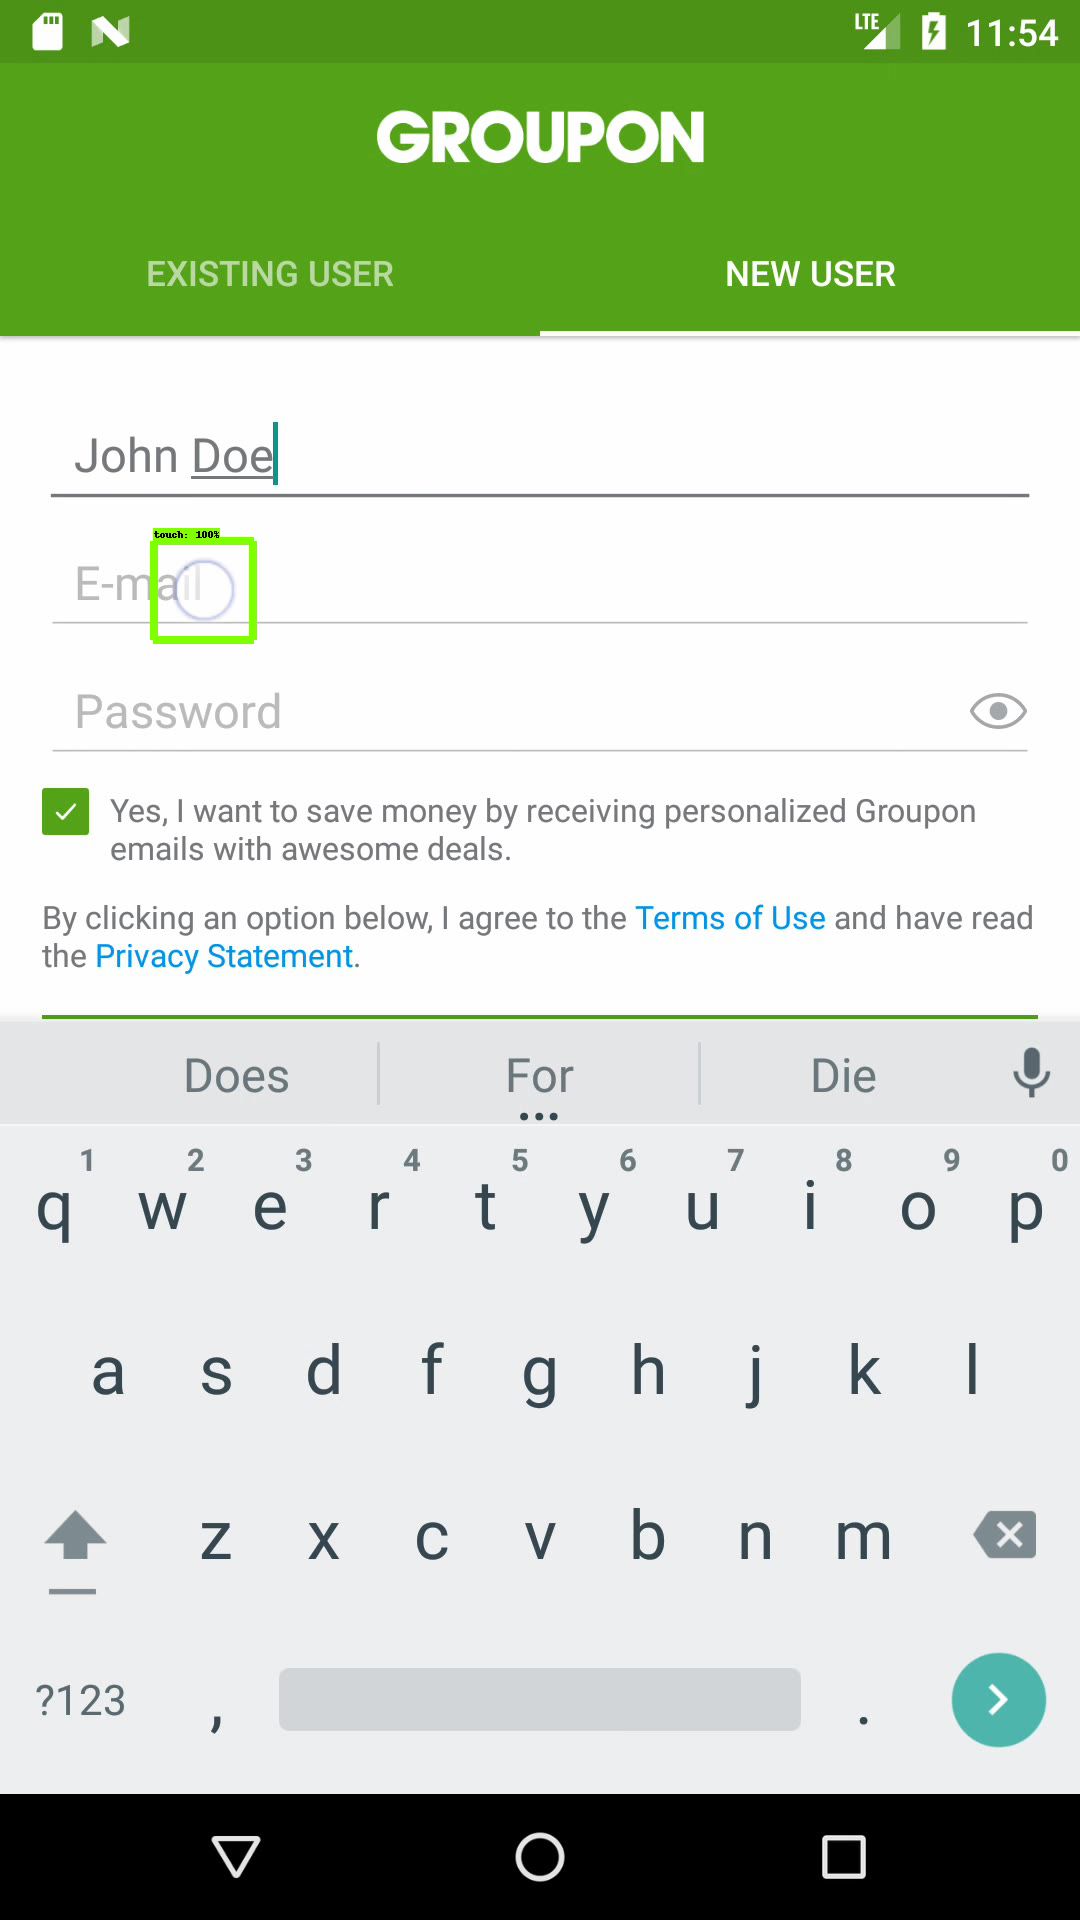 LTE 11:54
GROUPON
EXISTING USER NEW USER
John Doe
touch: 100%
E-mail
Password
Yes, I want to save money by receiving personalized Groupon
emails with awesome deals.
By clicking an option below, I agree to the Terms of Use and have read
the Privacy Statement.
Does For Die
1 2 3 4 5 6 7 8 9 0
q w e r t y u i o p
a s d f g h j k l
z x c v b n m
?123 , .